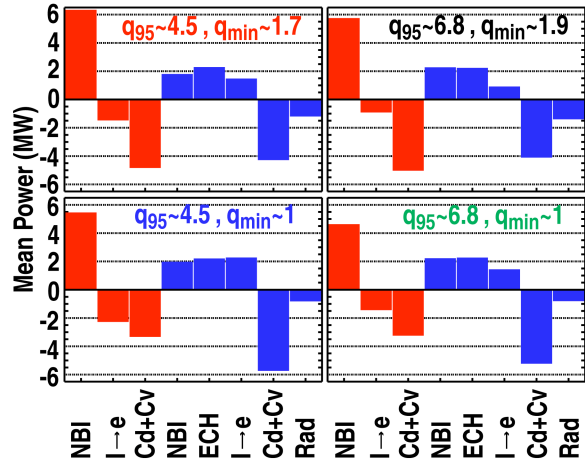 6
4
2
0
-2
-4
-6
q95~4.5 , qmin~1.7
q95~6.8 , qmin~1.9
Mean Power (MW)
6
4
2
0
-2
-4
-6
q95~4.5 , qmin~1
q95~6.8 , qmin~1
NBI I→e Cd+Cv NBI ECH I→e Cd+Cv Rad
NBI I→e Cd+Cv NBI ECH I→e Cd+Cv Rad